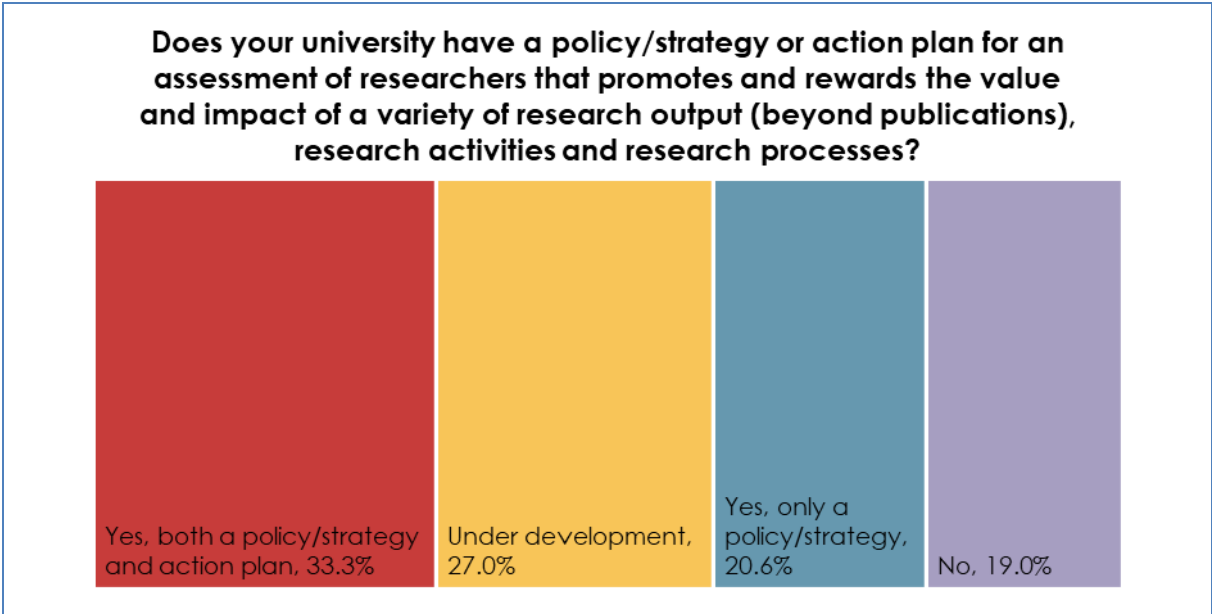 Does your university have a policy/strategy or action plan for an
assessment of researchers that promotes and rewards the value
and impact of a variety of research output (beyond publications),
research activities and research processes?
Yes, both a policy/strategy
and action plan, 33.3%
Under development,
27.0%
Yes, only a
policy/strategy,
20.6%
No, 19.0%